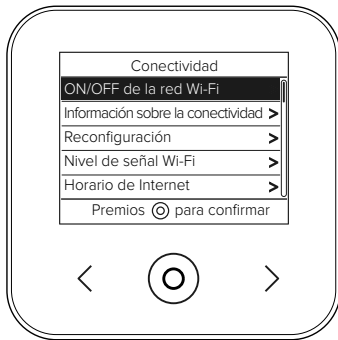 Conectividad
ON/OFF de la red Wi-Fi
Información sobre la conectividad >
Reconfiguración >
Nivel de señal Wi-Fi >
Horario de Internet >
Premios para confirmar